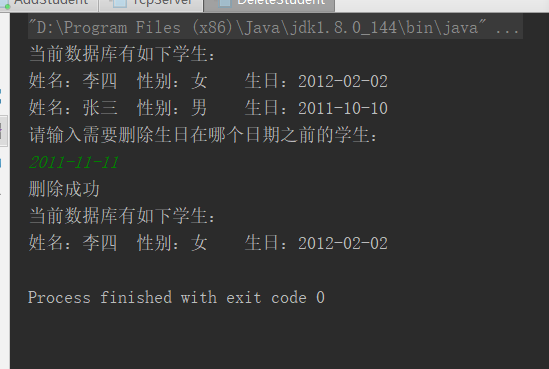 AddStudent TcpServer DeleteStudent
"D:\Program Files (x86)\Java\jdk1.8.0_144\bin\java" ...
当前数据库有如下学生：
姓名：李四 性别：女 生日：2012-02-02
姓名：张三 性别：男 生日：2011-10-10
请输入需要删除生日在哪个日期之前的学生：
2011-11-11
删除成功
当前数据库有如下学生：
姓名：李四 性别：女 生日：2012-02-02
Process finished with exit code 0